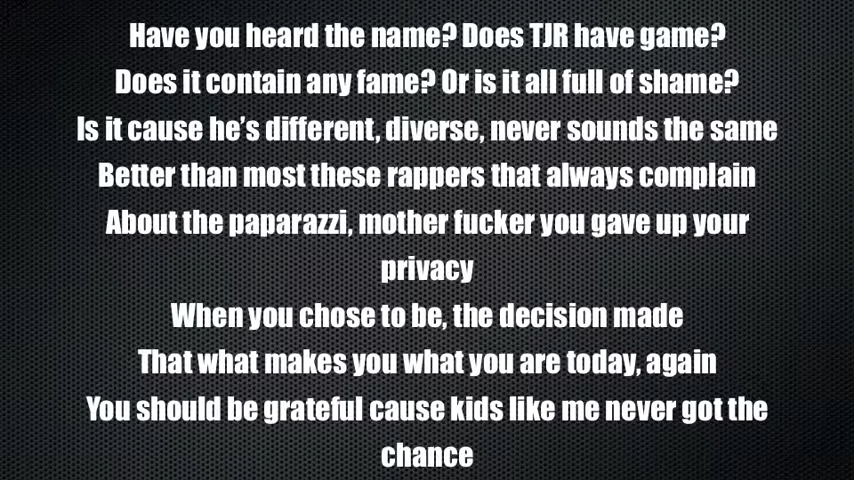 Have you heard the name? Does TJR have game?
Does it contain any fame? Or is it all full of shame?
Is it cause he’s different, diverse, never sounds the same
Better than most these rappers that always complain
About the paparazzi, mother fucker you gave up your
privacy
When you chose to be, the decision made
That what makes you what you are today, again
You should be grateful cause kids like me never got the
chance